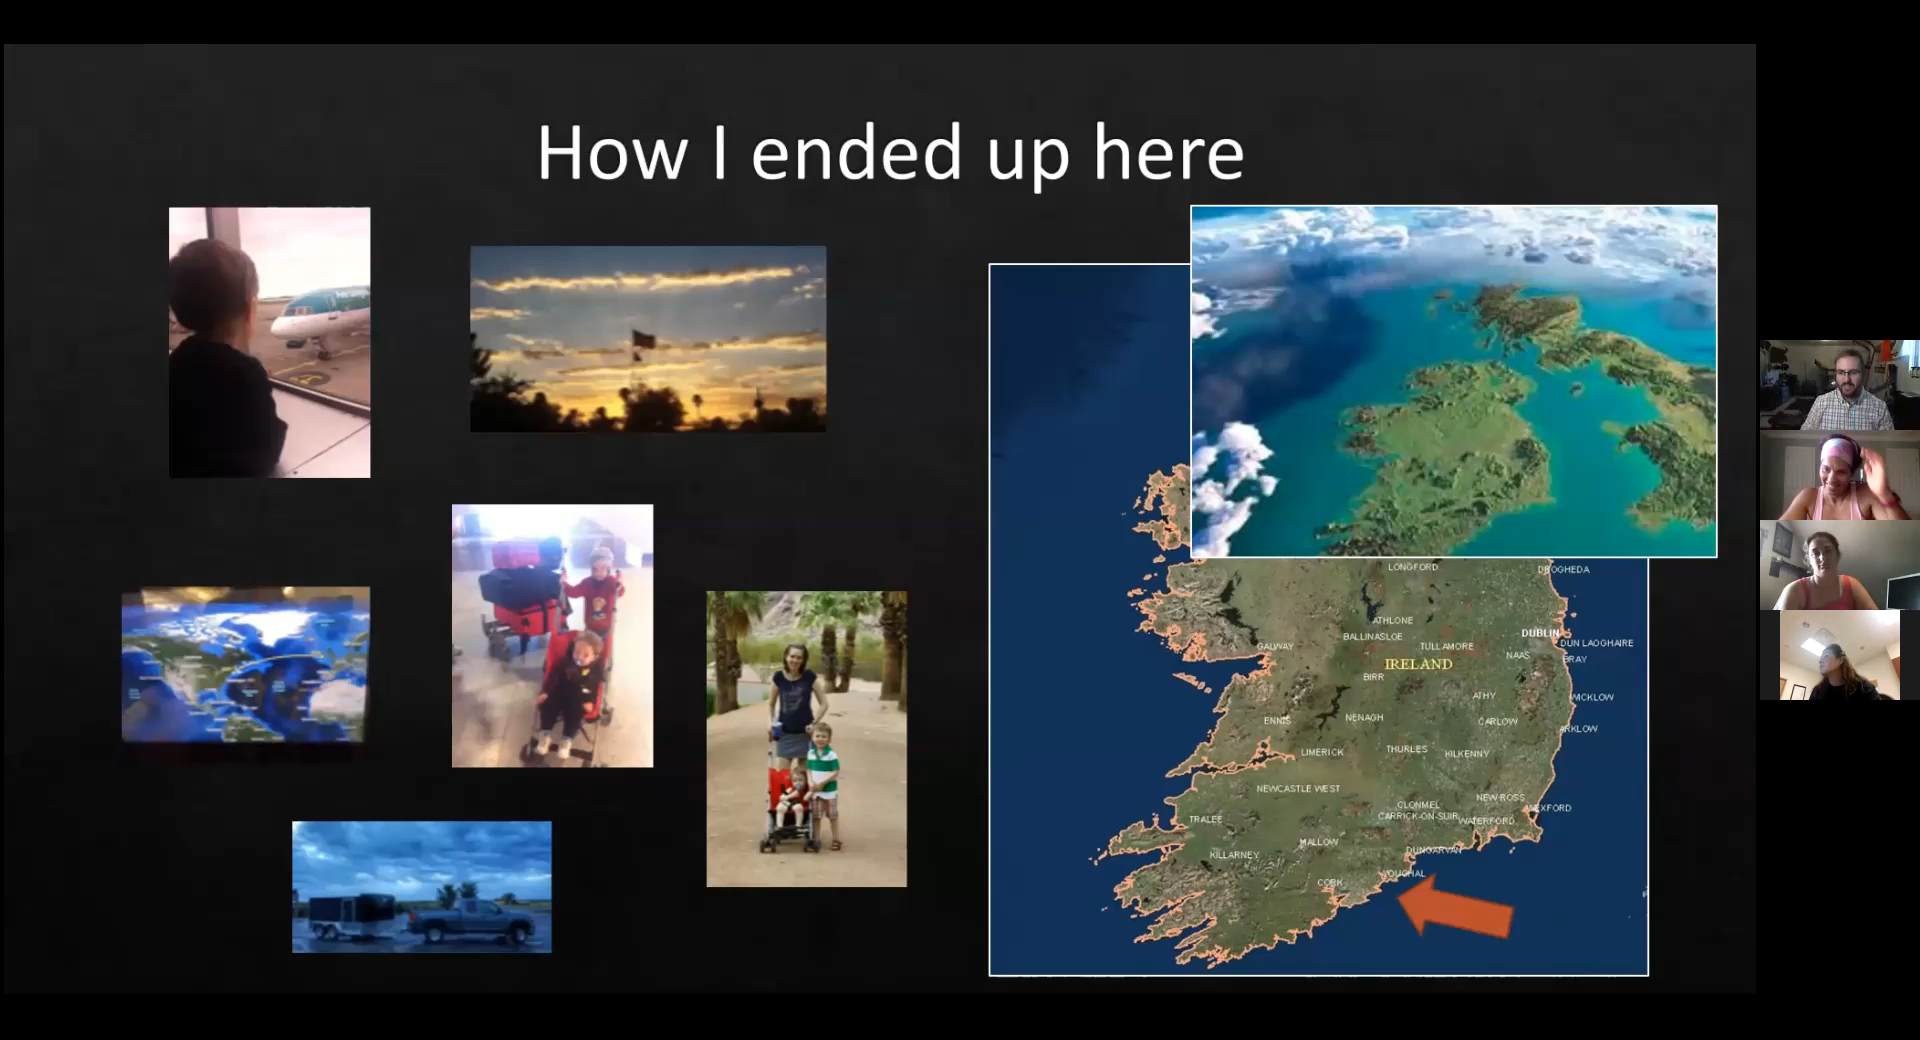 How I ended up here
LONGFORD
DROGHEDA
ATHLONE
BALLINASLOE
DUBLIN
GALWAY
TULLAMORE
DUN LAOGHAIRE
NAAS
BRAY
IRELAND
BIRR
ATHY
WICKLOW
ENNIS
NENAGH
CARLOW
ARKLOW
LIMERICK
THURLES
KILKENNY
NEWCASTLE WEST
NEW ROSS
CLONMEL
WEXFORD
TRALEE
CARRICK-ON-SUIR
WATERFORD
MALLOW
KILLARNEY
DUNGARVAN
YOUGHAL
CORK